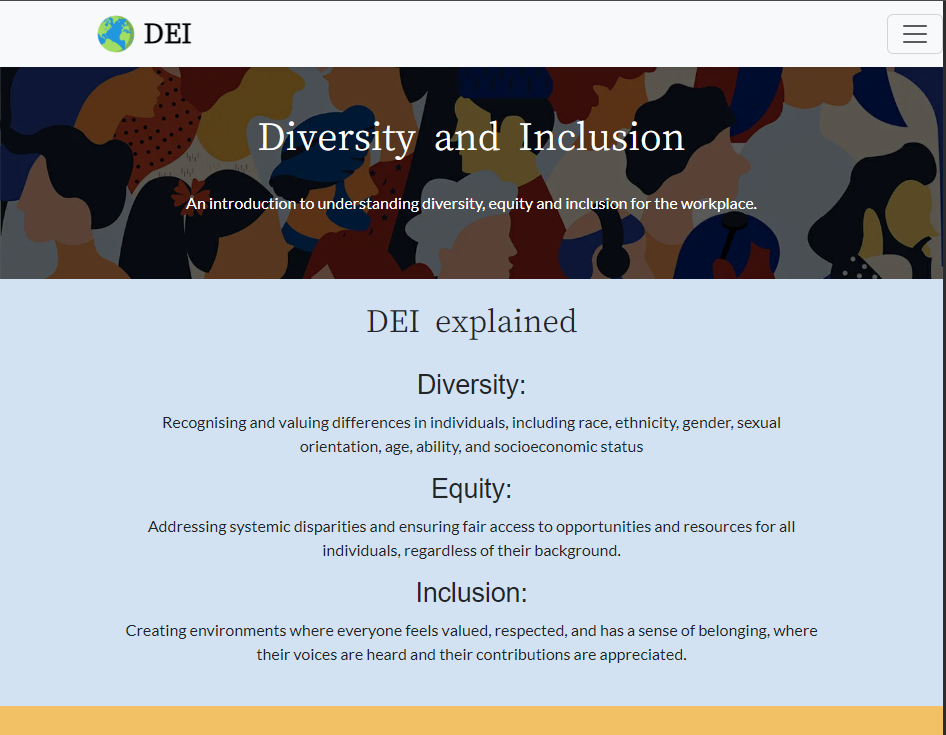 DEI
Diversity and Inclusion
An introduction to understanding diversity, equity and inclusion for the workplace.
DEI explained
Diversity:
Recognising and valuing differences in individuals, including race, ethnicity, gender, sexual
orientation, age, ability, and socioeconomic status
Equity:
Addressing systemic disparities and ensuring fair access to opportunities and resources for all
individuals, regardless of their background.
Inclusion:
Creating environments where everyone feels valued, respected, and has a sense of belonging, where
their voices are heard and their contributions are appreciated.